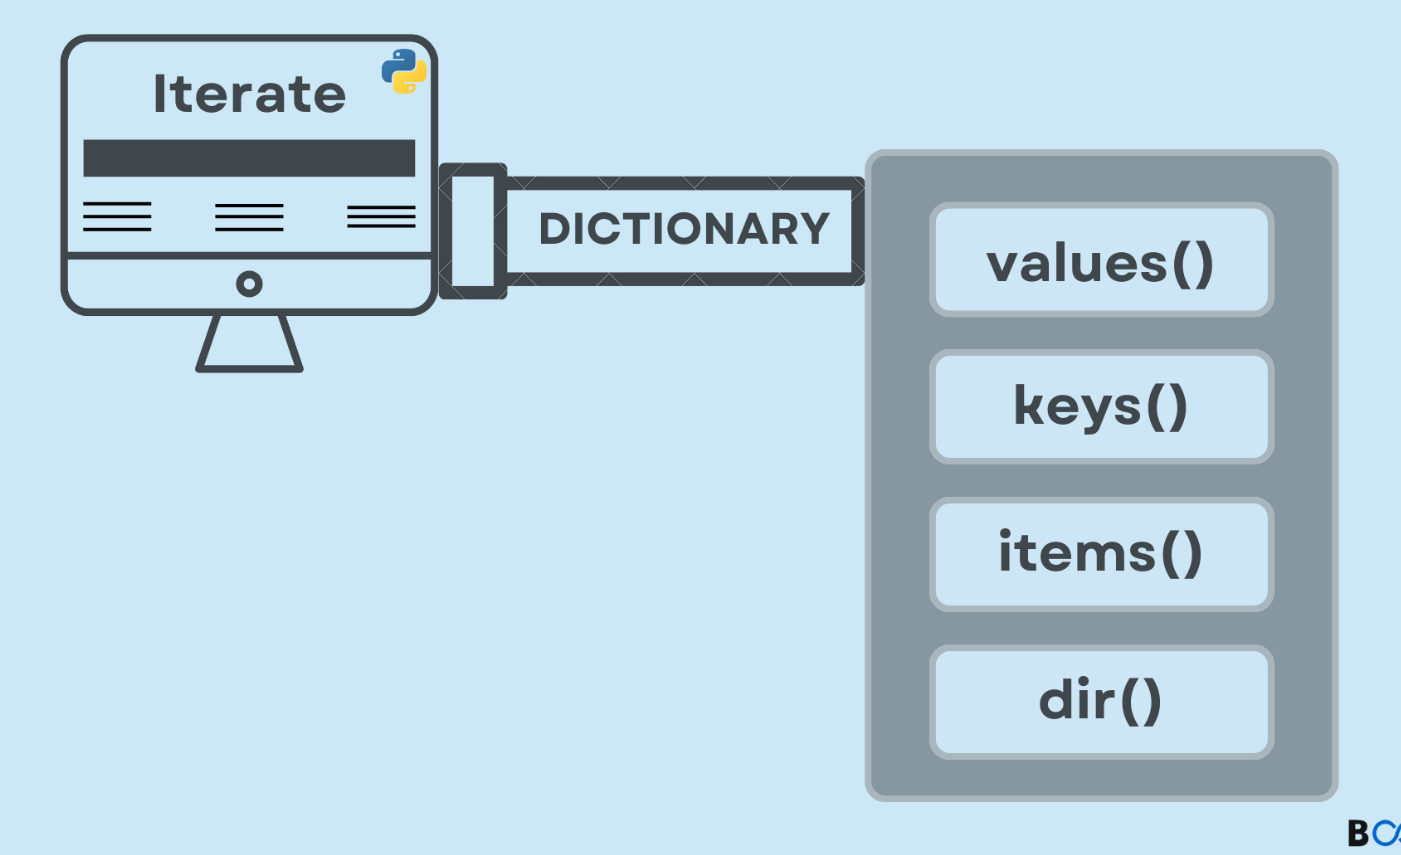 Iterate
DICTIONARY
values()
keys()
items()
dir()